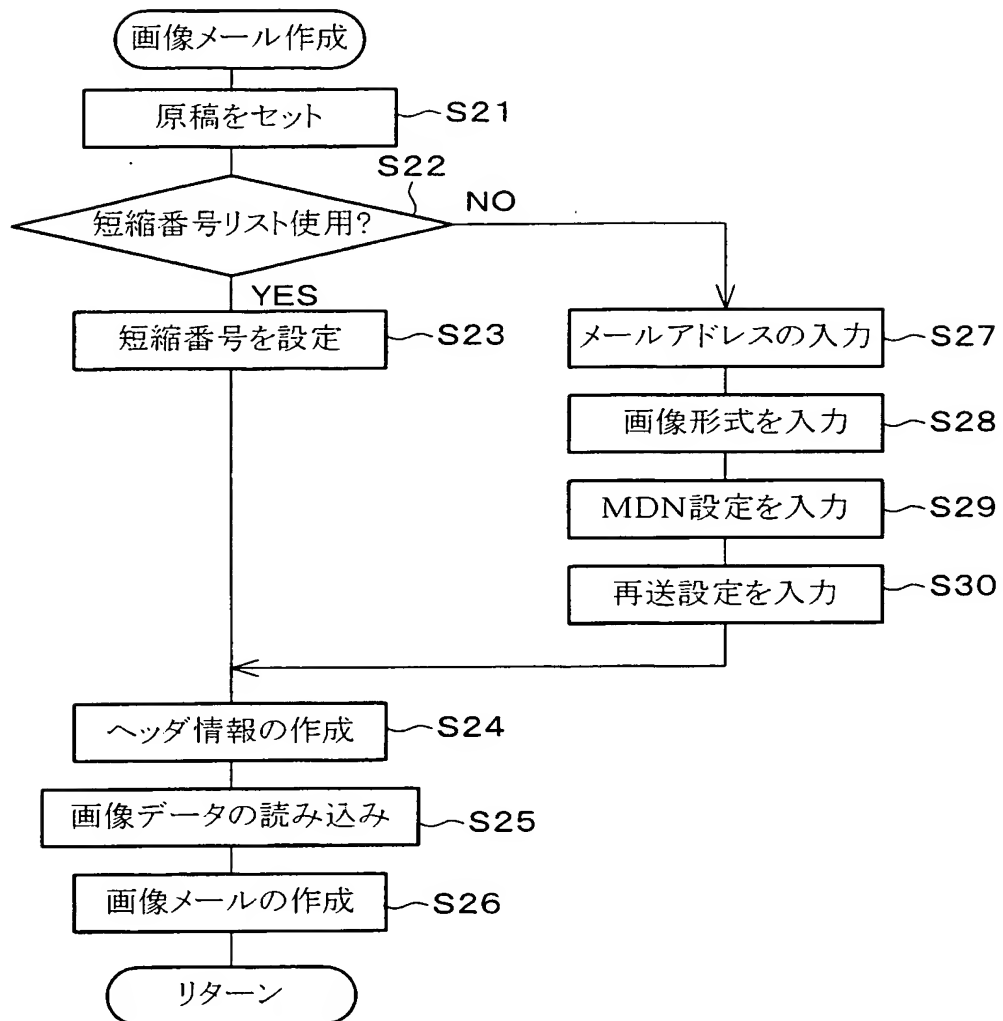 画像メール作成
原稿をセット
S21
S22
短縮番号リスト使用?
NO
YES
短縮番号を設定
S23
メールアドレスの入力
S27
画像形式を入力
S28
MDN設定を入力
S29
再送設定を入力
S30
ヘッダ情報の作成
S24
画像データの読み込み
S25
画像メールの作成
S26
リターン